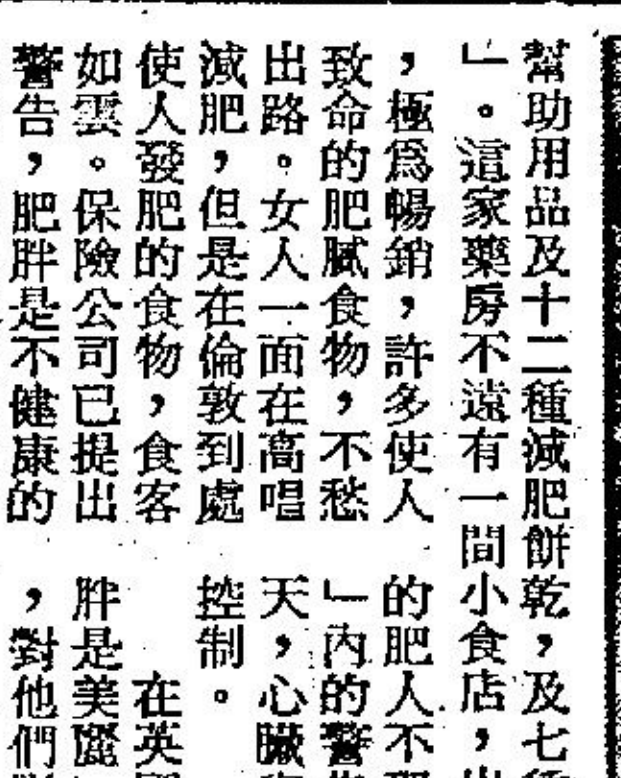 幫助用品及十二種減肥餅乾，及七
」。這家藥房不遠有一間小食店，
，極爲暢銷，許多使人
致命的肥膩食物，不愁
出路。女人一面在高唱
減肥，但是在倫敦到處
使人發肥的食物，食客
如雲。保險公司已提出
警告，肥胖是不健康的
的肥人不
」內的警
天，心臟
控制。
在英
胖是美麗
，對他們